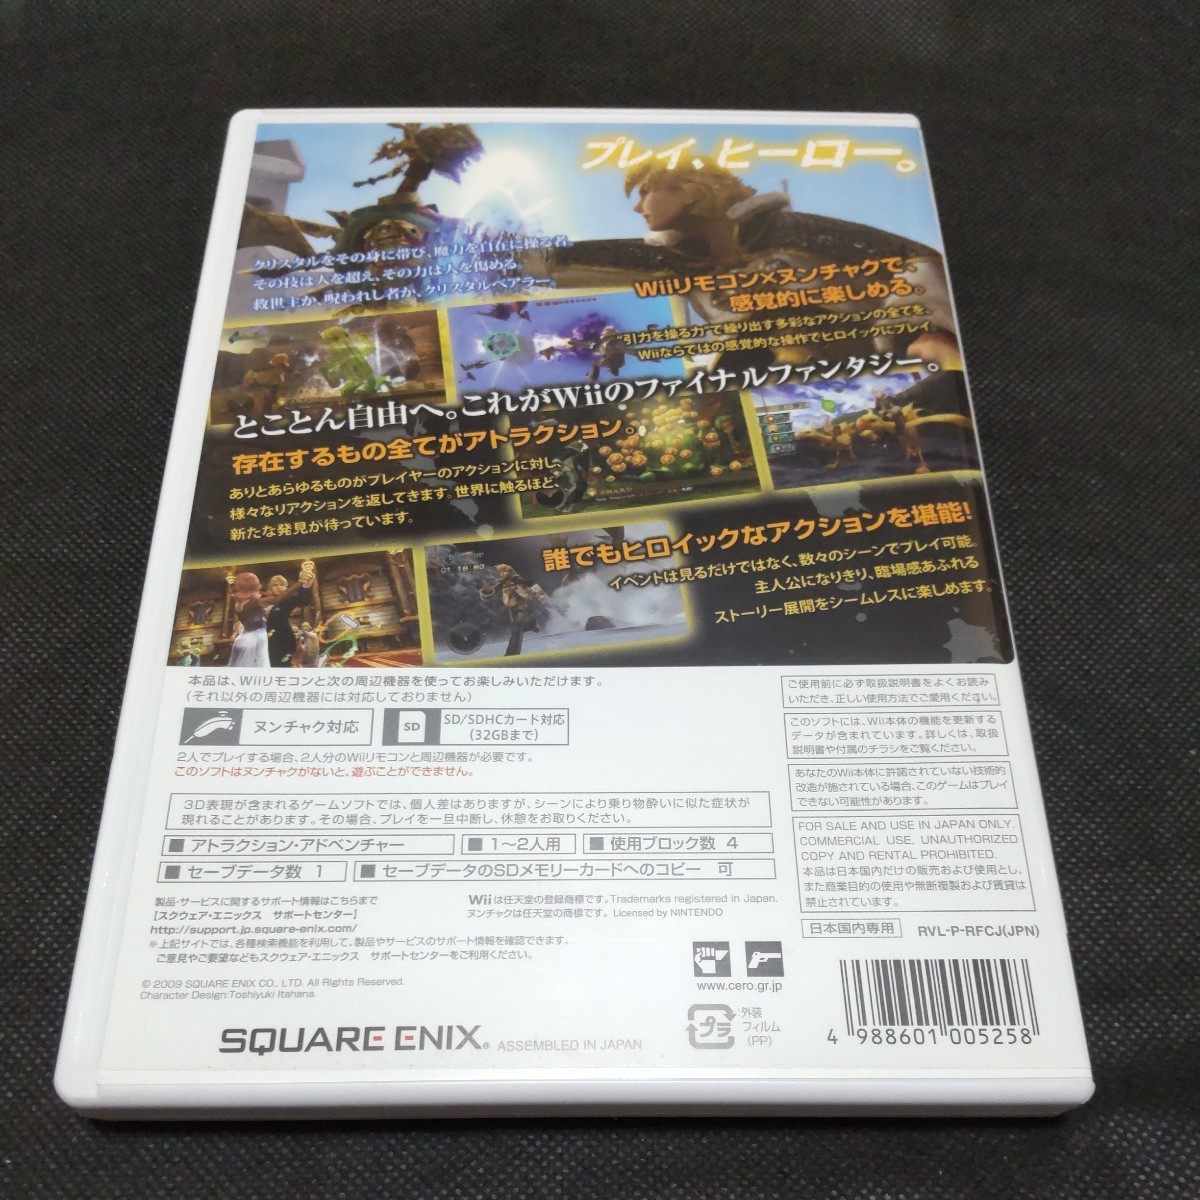 プレイ、ヒーロー。
クリスタルをその身に帯び、魔力を自在に操る者。
その技は人を超え、その力は人を傷める。
救世主か、呪われし者か、クリスタルベアラー。
Wiiリモコン×ヌンチャクで、
感覚的に楽しめる。
"引力を操る力"で繰り出す多彩なアクションの全てを、
Wiiならではの感覚的な操作でヒロイックにプレイ。
とことん自由へ。これがWiiのファイナルファンタジー。
存在するもの全てがアトラクション。
ありとあらゆるものがプレイヤーのアクションに対し、
様々なリアクションを返してきます。世界に触るほど、
新たな発見が待っています。
誰でもヒロイックなアクションを堪能!
イベントは見るだけではなく、数々のシーンでプレイ可能。
主人公になりきり、臨場感あふれる
ストーリー展開をシームレスに楽しめます。
01 18 80
本品は、Wiiリモコンと次の周辺機器を使ってお楽しみいただけます。
(それ以外の周辺機器には対応しておりません)
ヌンチャク対応
SD
SD/SDHCカード対応
(32GBまで)
2人でプレイする場合、2人分のWiiリモコンと周辺機器が必要です。
このソフトはヌンチャクがないと、遊ぶことができません。
3D表現が含まれるゲームソフトでは、個人差はありますが、シーンにより乗り物酔いに似た症状が
現れることがあります。その場合、プレイを一旦中断し、休憩をお取りください。
■ アトラクション・アドベンチャー
■ 1〜2人用
■ 使用ブロック数 4
■ セーブデータ数 1
■ セーブデータのSDメモリーカードへのコピー 可
ご使用前に必ず取扱説明書をよくお読み
いただき、正しい使用方法でご愛用ください。
このソフトには、Wii本体の機能を更新する
データが含まれています。詳しくは、取扱
説明書や付属のチラシをご覧ください。
あなたのWii本体に許諾されていない技術的
改造が施されている場合、このゲームはプレイ
できない可能性があります。
FOR SALE AND USE IN JAPAN ONLY.
COMMERCIAL USE, UNAUTHORIZED
COPY AND RENTAL PROHIBITED.
本品は日本国内だけの販売および使用とし、
また商業目的の使用や無断複製および賃貸は
禁止されています。
日本国内専用
RVL-P-RFCJ(JPN)
製品・サービスに関するサポート情報はこちらまで
【スクウェア・エニックス サポートセンター】
http://support.jp.square-enix.com/
※上記サイトでは、各種検索機能を利用して、製品やサービスのサポート情報を確認できます。
ご意見やご要望などもスクウェア・エニックス サポートセンターをご利用ください。
Wiiは任天堂の登録商標です。Trademarks registered in Japan.
ヌンチャクは任天堂の商標です。Licensed by NINTENDO
© 2009 SQUARE ENIX CO., LTD. All Rights Reserved.
Character Design:Toshiyuki Itahana.
www.cero.gr.jp
SQUARE ENIX®
ASSEMBLED IN JAPAN
プラ
:外装
フィルム
(PP)
4 988601 005258